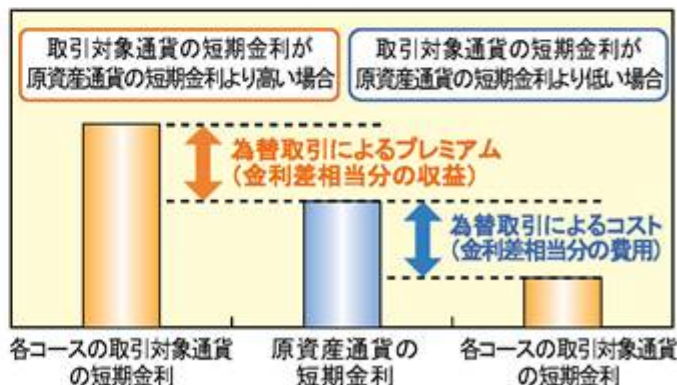 取引対象通貨の短期金利が
原資産通貨の短期金利より高い場合
取引対象通貨の短期金利が
原資産通貨の短期金利より低い場合
為替取引によるプレミアム
(金利差相当分の収益)
為替取引によるコスト
(金利差相当分の費用)
各コースの取引対象通貨
の短期金利
原資産通貨の
短期金利
各コースの取引対象通貨
の短期金利